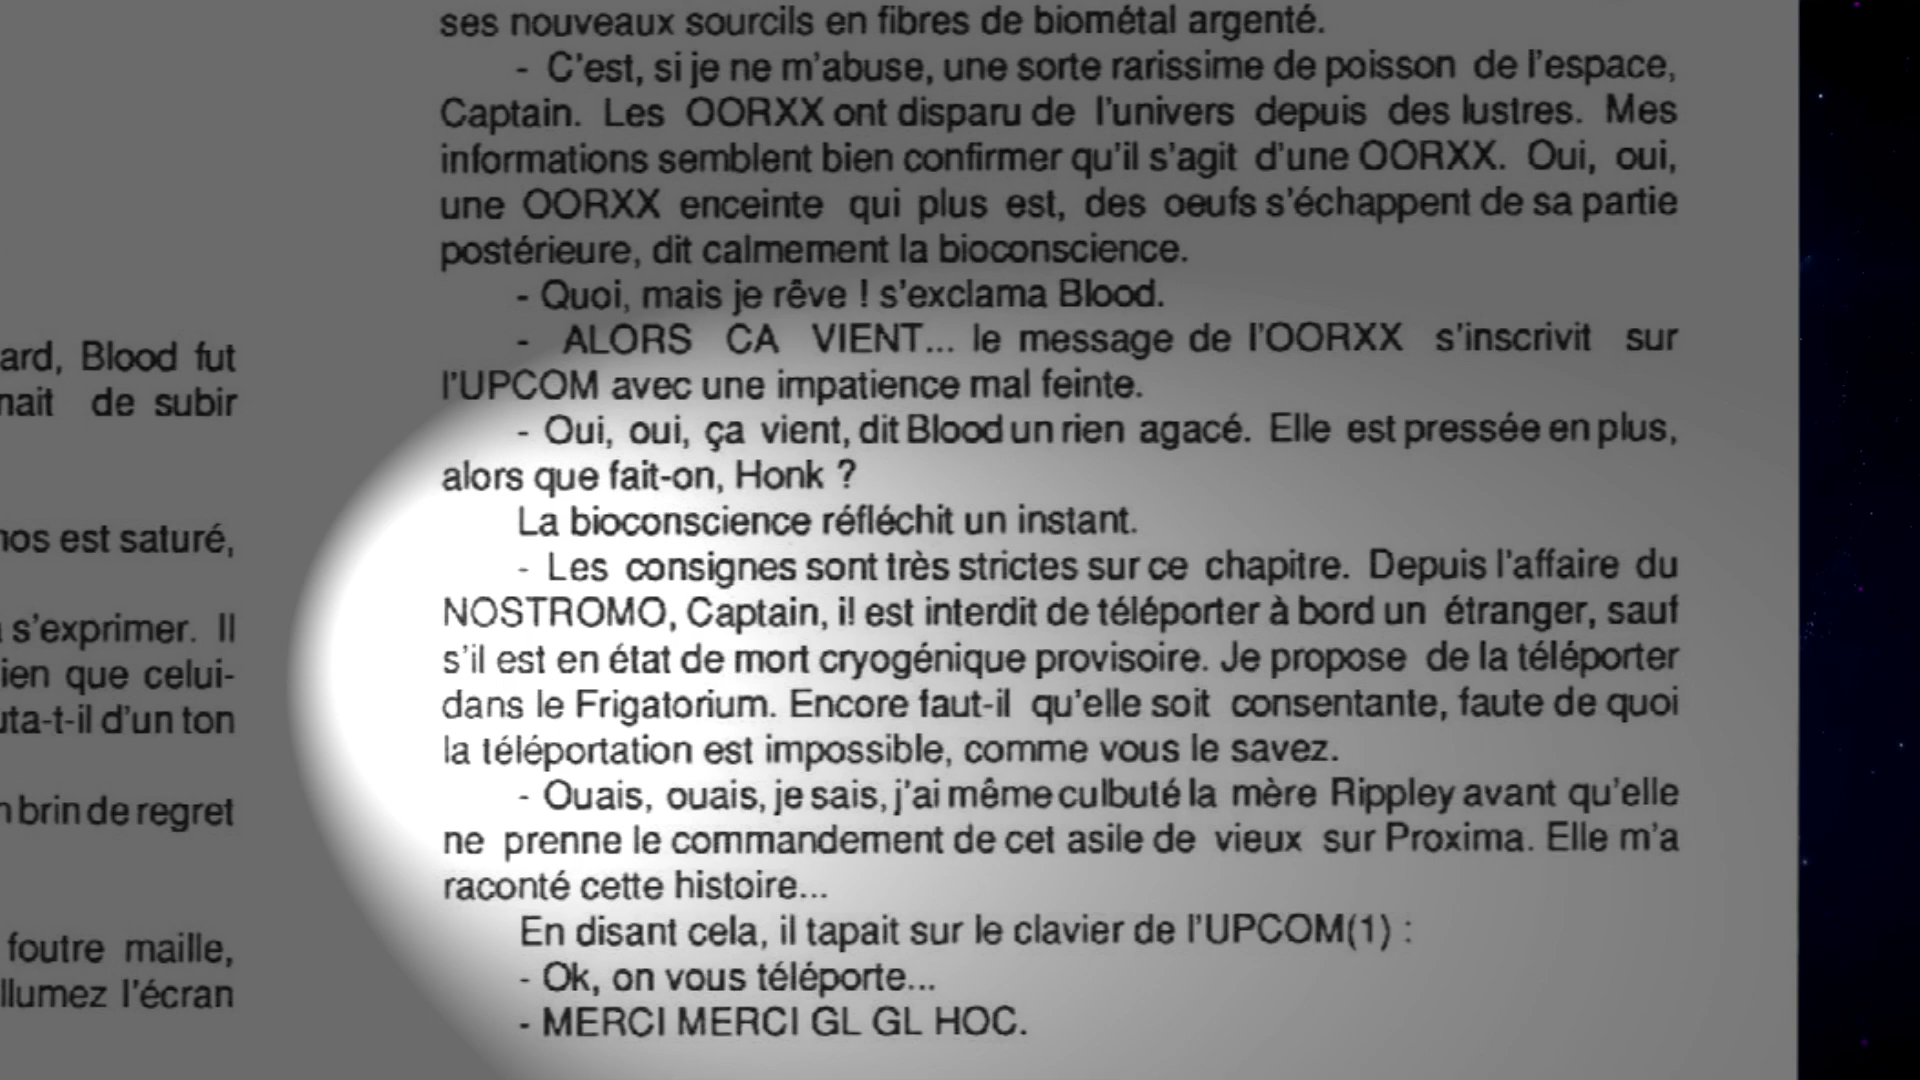 ard, Blood fut
nait de subir
nos est saturé,
s'exprimer. Il
ien que celui-
uta-t-il d'un ton
n brin de regret
foutre maille,
llumez l'écran
ses nouveaux sourcils en fibres de biométal argenté.
- C'est, si je ne m'abuse, une sorte rarissime de poisson de l'espace,
Captain. Les OORXX ont disparu de l'univers depuis des lustres. Mes
informations semblent bien confirmer qu'il s'agit d'une OORXX. Oui, oui,
une OORXX enceinte qui plus est, des oeufs s'échappent de sa partie
postérieure, dit calmement la bioconscience.
- Quoi, mais je rêve ! s'exclama Blood.
- ALORS CA VIENT... le message de l'OORXX s'inscrivit sur
l'UPCOM avec une impatience mal feinte.
- Oui, oui, ça vient, dit Blood un rien agacé. Elle est pressée en plus,
alors que fait-on, Honk ?
La bioconscience réfléchit un instant.
- Les consignes sont très strictes sur ce chapitre. Depuis l'affaire du
NOSTROMO, Captain, il est interdit de téléporter à bord un étranger, sauf
s'il est en état de mort cryogénique provisoire. Je propose de la téléporter
dans le Frigatorium. Encore faut-il qu'elle soit consentante, faute de quoi
la téléportation est impossible, comme vous le savez.
- Ouais, ouais, je sais, j'ai même culbuté la mère Rippley avant qu'elle
ne prenne le commandement de cet asile de vieux sur Proxima. Elle m'a
raconté cette histoire...
En disant cela, il tapait sur le clavier de l'UPCOM(1) :
- Ok, on vous téléporte...
- MERCI MERCI GL GL HOC.